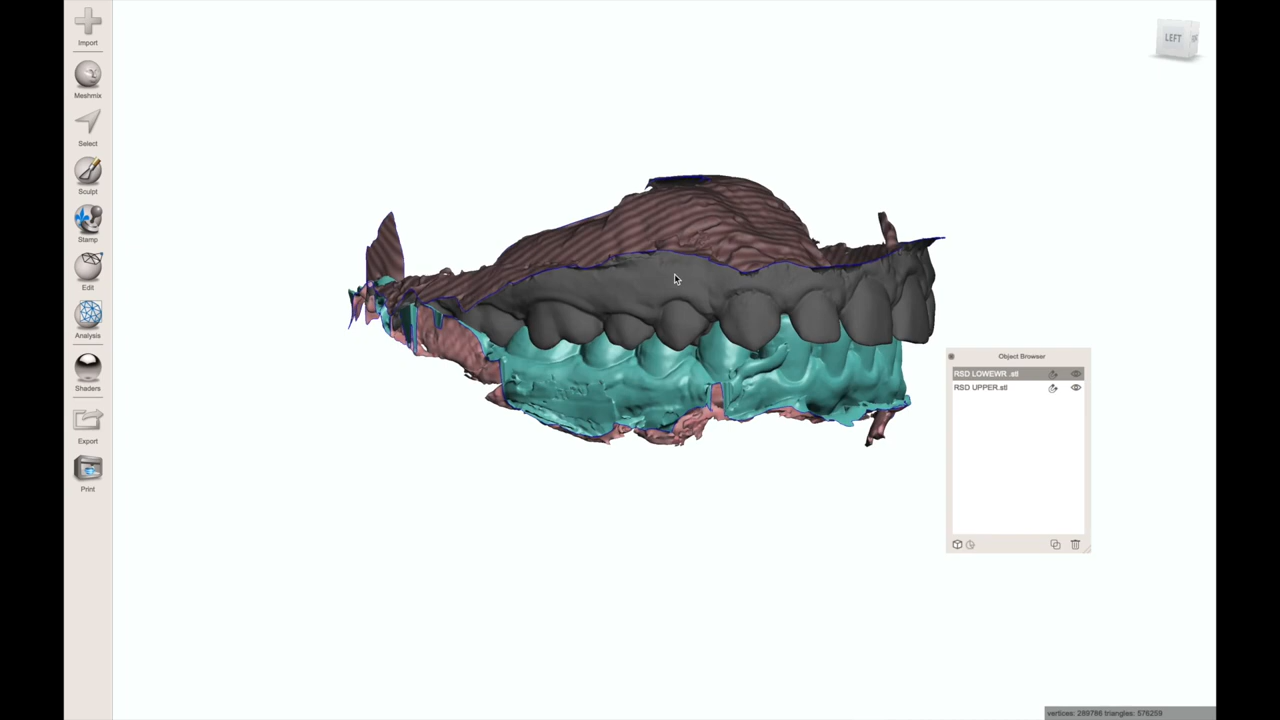 Import
Meshmix
Select
Sculpt
Stamp
Edit
Analysis
Shaders
Export
Print
LEFT
Object Browser
RSD LOWEWR .stl
RSD UPPER.stl
vertices: 289786 triangles: 576259